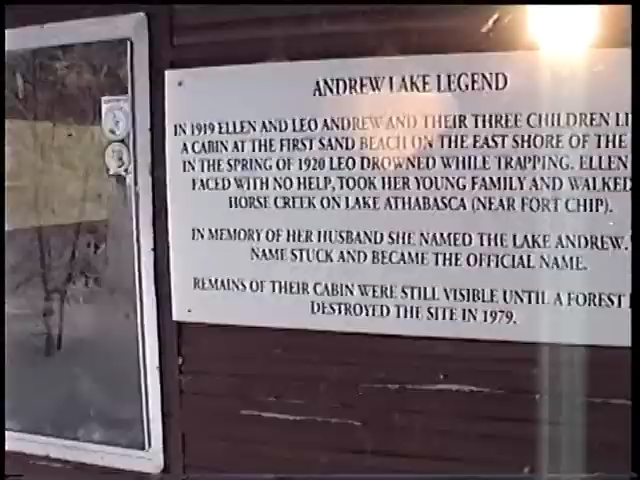 ANDREW LAKE LEGEND
IN 1919 ELLEN AND LEO ANDREW AND THEIR THREE CHILDREN LI
A CABIN AT THE FIRST SAND BEACH ON THE EAST SHORE OF THE
IN THE SPRING OF 1920 LEO DROWNED WHILE TRAPPING. ELLEN
FACED WITH NO HELP, TOOK HER YOUNG FAMILY AND WALKED
HORSE CREEK ON LAKE ATHABASCA (NEAR FORT CHIP).
IN MEMORY OF HER HUSBAND SHE NAMED THE LAKE ANDREW.
NAME STUCK AND BECAME THE OFFICIAL NAME.
REMAINS OF THEIR CABIN WERE STILL VISIBLE UNTIL A FOREST
DESTROYED THE SITE IN 1979.